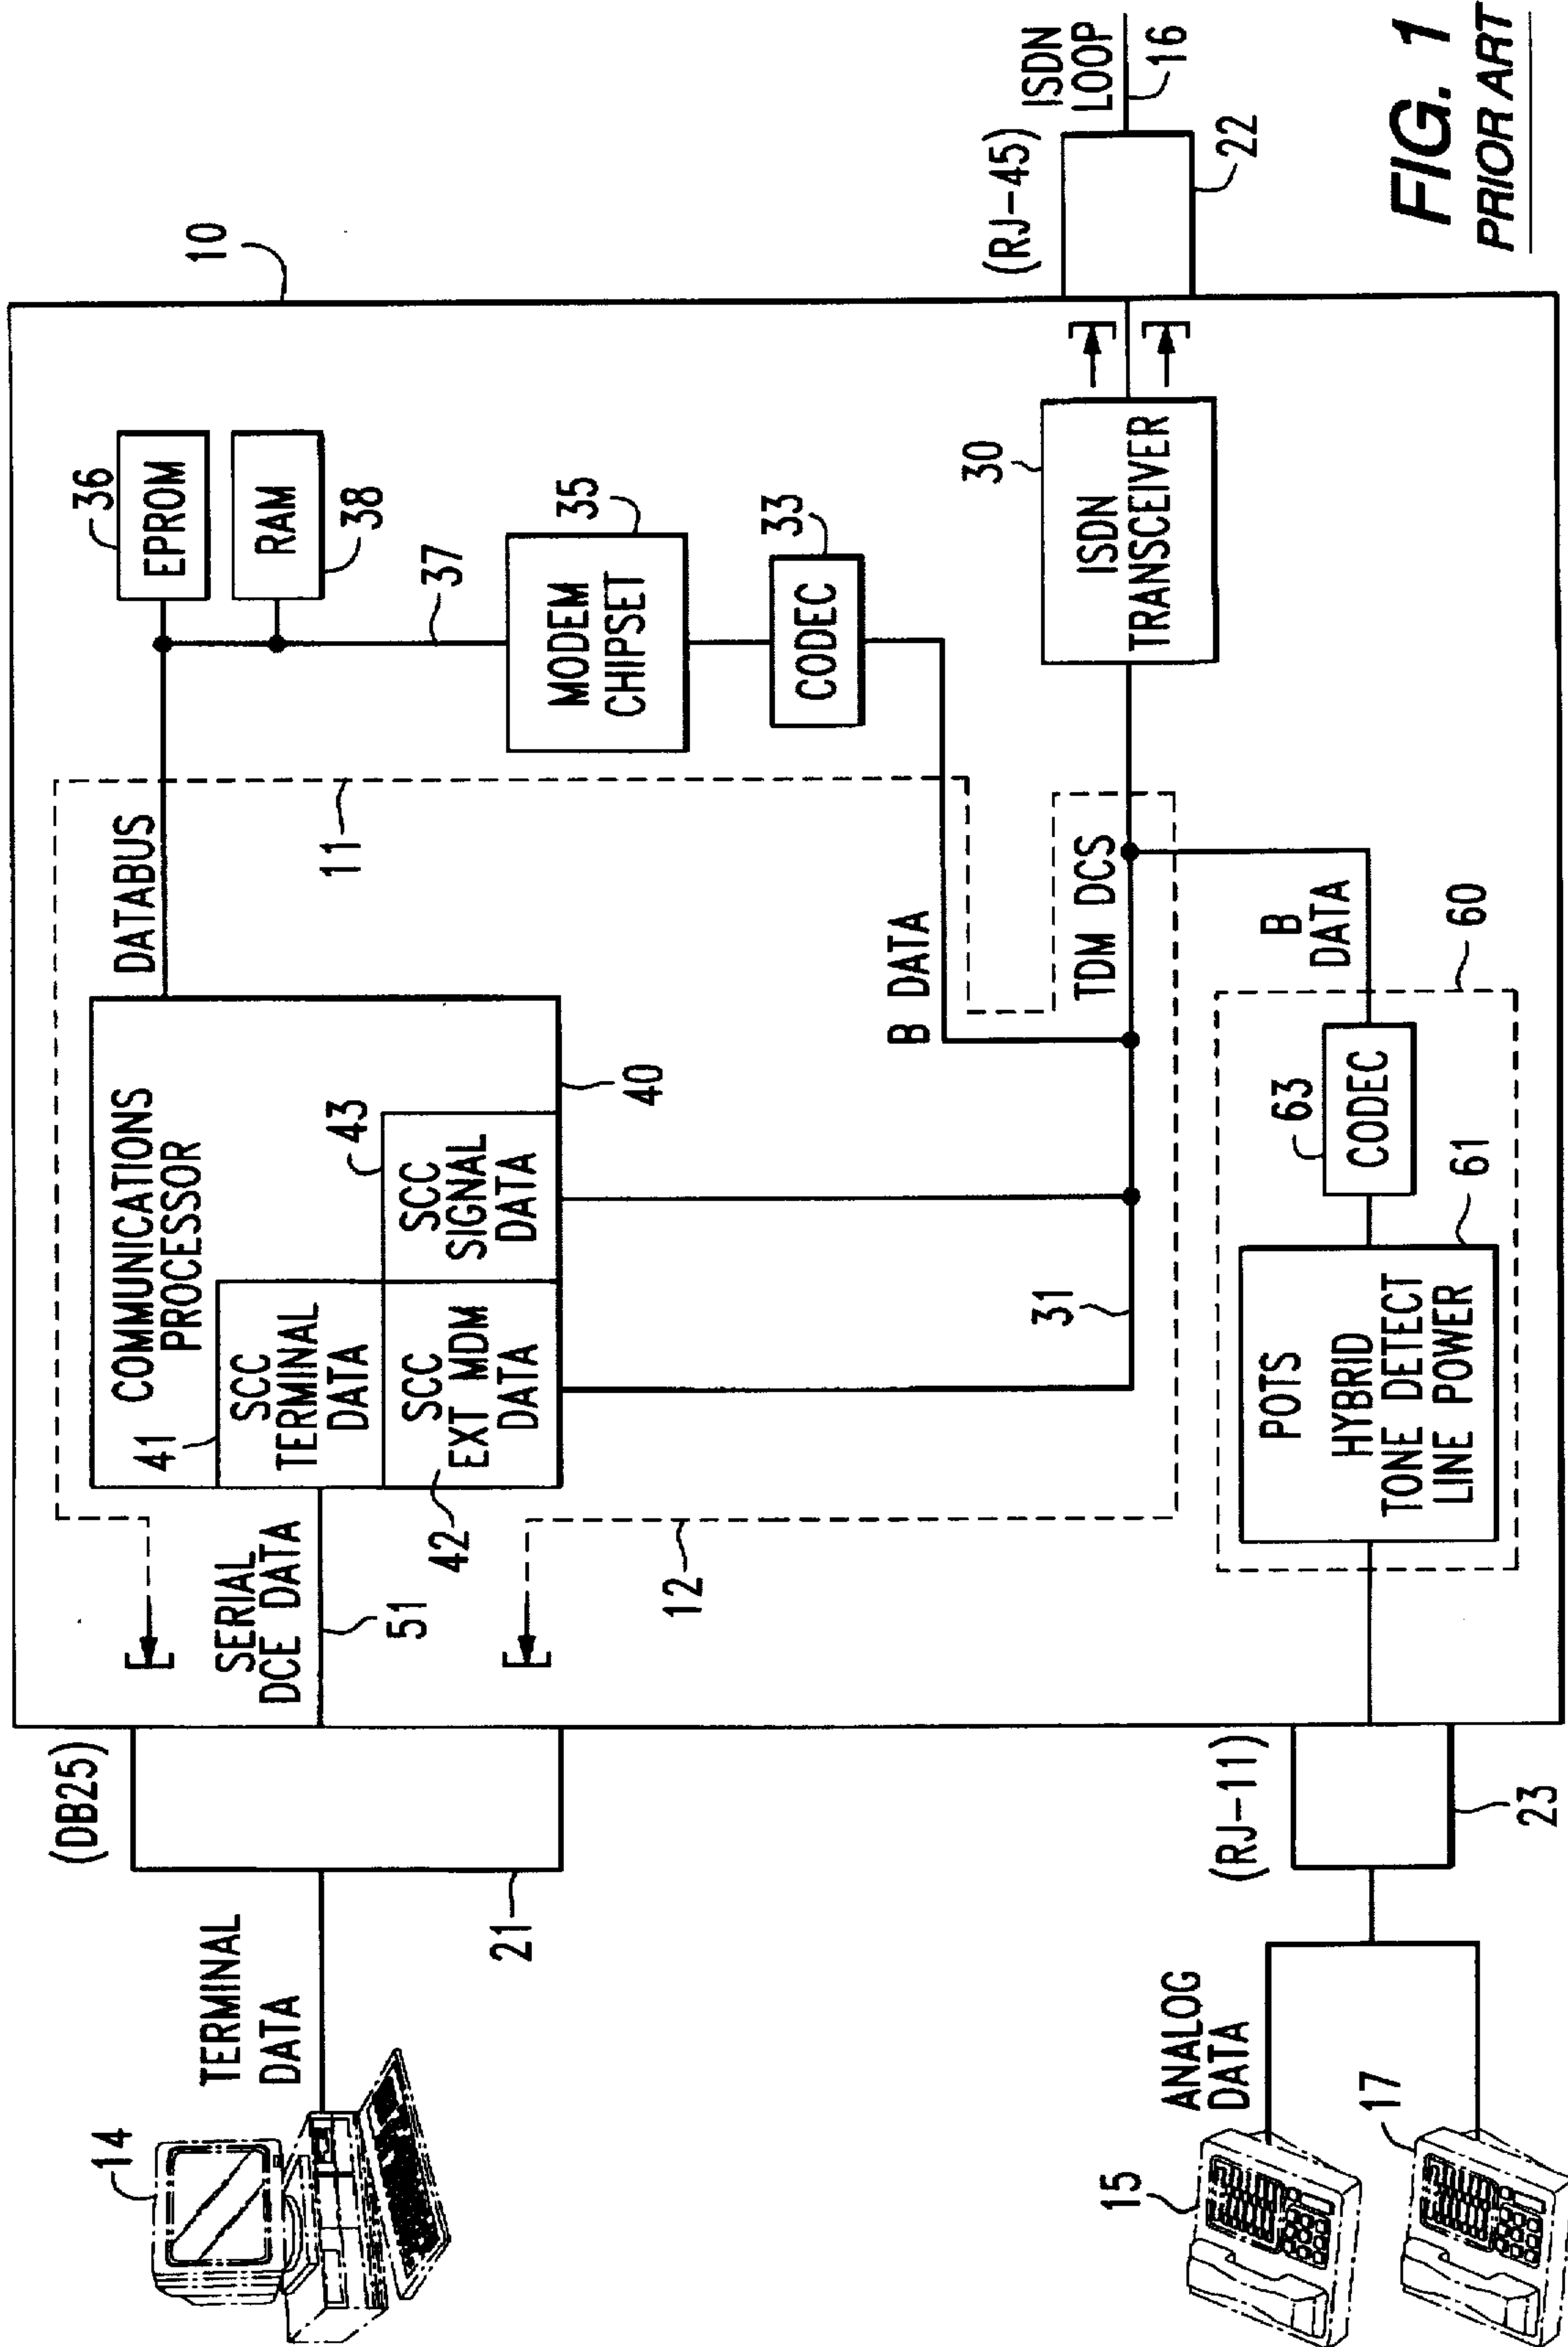 14
TERMINAL
DATA
(DB25)
21
SERIAL
DCE DATA
51
41
42
COMMUNICATIONS
PROCESSOR
SCC
TERMINAL
DATA
SCC
EXT MDM
DATA
43
SCC
SIGNAL
DATA
40
DATABUS
11
12
36
EPROM
RAM
38
37
MODEM
CHIPSET
35
CODEC
33
B DATA
10
31
TDM DCS
30
ISDN
TRANSCEIVER
(RJ-45)
22
ISDN
LOOP
16
15
ANALOG
DATA
17
(RJ-11)
23
POTS
HYBRID
TONE DETECT
LINE POWER
61
63
CODEC
B
DATA
60
FIG. 1
PRIOR ART